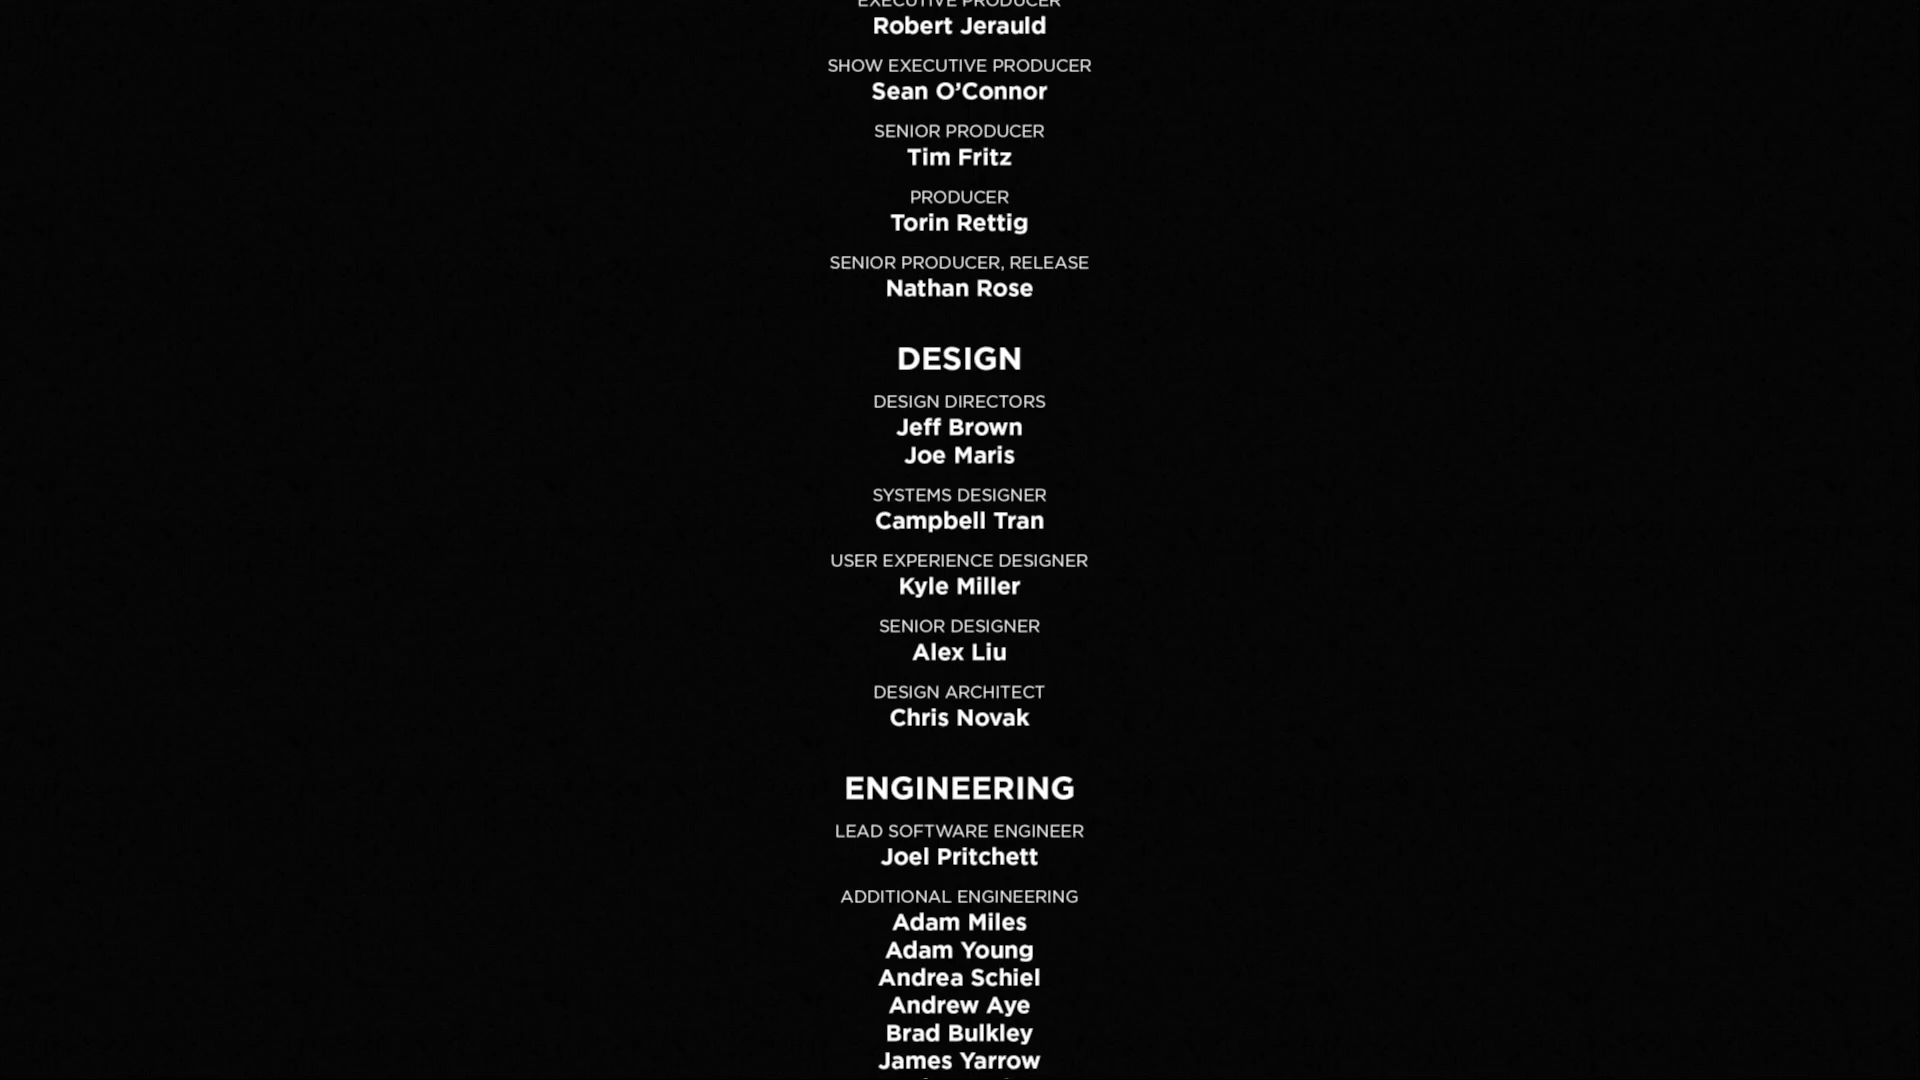 EXECUTIVE PRODUCER
Robert Jerauld
SHOW EXECUTIVE PRODUCER
Sean O’Connor
SENIOR PRODUCER
Tim Fritz
PRODUCER
Torin Rettig
SENIOR PRODUCER, RELEASE
Nathan Rose
DESIGN
DESIGN DIRECTORS
Jeff Brown
Joe Maris
SYSTEMS DESIGNER
Campbell Tran
USER EXPERIENCE DESIGNER
Kyle Miller
SENIOR DESIGNER
Alex Liu
DESIGN ARCHITECT
Chris Novak
ENGINEERING
LEAD SOFTWARE ENGINEER
Joel Pritchett
ADDITIONAL ENGINEERING
Adam Miles
Adam Young
Andrea Schiel
Andrew Aye
Brad Bulkley
James Yarrow